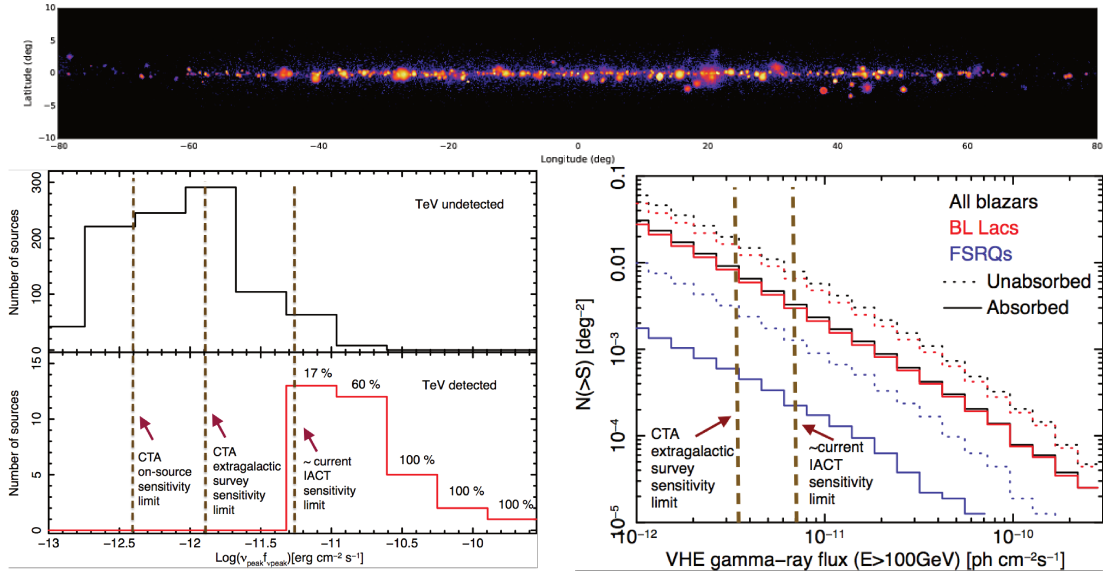 10
5
0
−5
−10
Latitude (deg)
−80
−60
−40
−20
0
20
40
60
80
Longitude (deg)
300
200
100
0
Number of sources
TeV undetected
15
10
5
0
Number of sources
TeV detected
17 %
60 %
100 %
100 %
100 %
CTA
on-source
sensitivity
limit
CTA
extragalactic
survey
sensitivity
limit
~current
IACT
sensitivity
limit
−13
−12.5
−12
−11.5
−11
−10.5
−10
Log(ν_peak f_νpeak)[erg cm⁻² s⁻¹]
0.1
0.01
10⁻³
10⁻⁴
10⁻⁵
N(>S) [deg⁻²]
All blazars
BL Lacs
FSRQs
Unabsorbed
Absorbed
CTA
extragalactic
survey
sensitivity
limit
~current
IACT
sensitivity
limit
10⁻¹²
10⁻¹¹
10⁻¹⁰
VHE gamma−ray flux (E>100GeV) [ph cm⁻²s⁻¹]